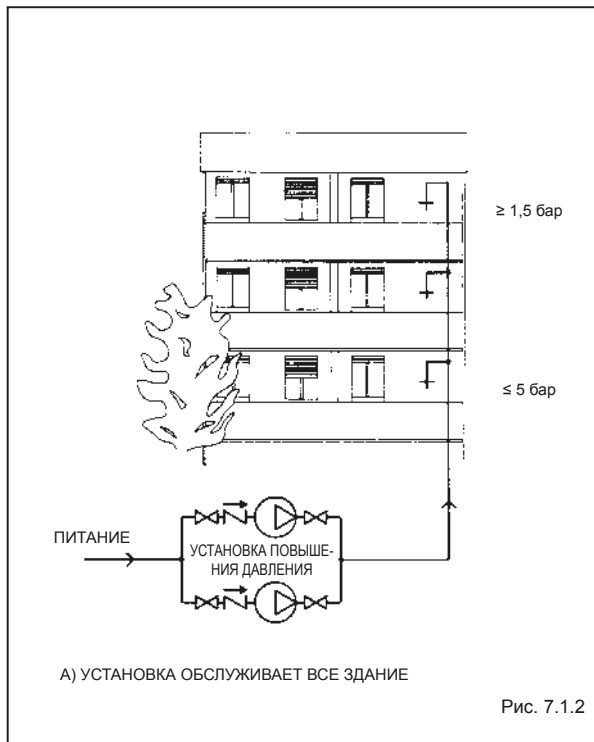 ≥ 1,5 бар
≤ 5 бар
ПИТАНИЕ
УСТАНОВКА ПОВЫШЕ-
НИЯ ДАВЛЕНИЯ
А) УСТАНОВКА ОБСЛУЖИВАЕТ ВСЕ ЗДАНИЕ
Рис. 7.1.2